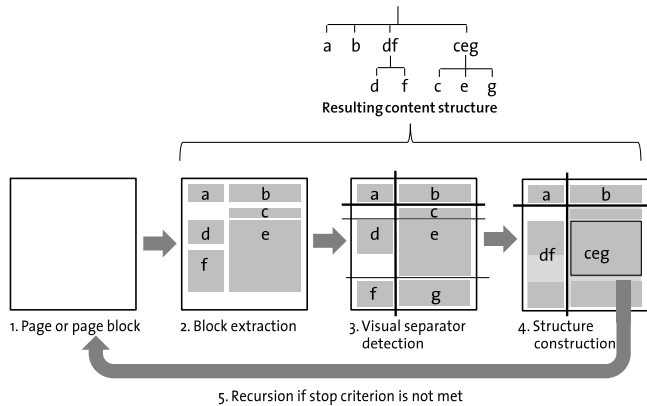 a b df ceg
d f c e g
Resulting content structure
a b
c
d e
f
a b
c
d e
f g
a b
df ceg
1. Page or page block
2. Block extraction
3. Visual separator
detection
4. Structure
construction
5. Recursion if stop criterion is not met